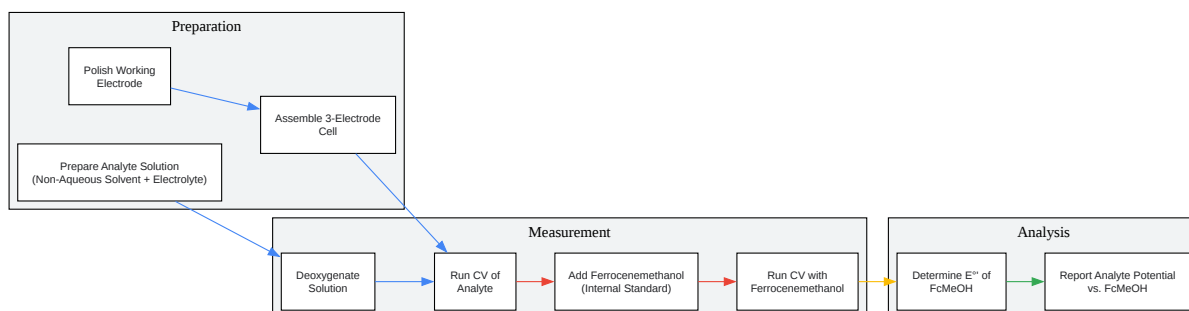 Preparation
Polish Working
Electrode
Assemble 3-Electrode
Cell
Prepare Analyte Solution
(Non-Aqueous Solvent + Electrolyte)
Measurement
Deoxygenate
Solution
Run CV of
Analyte
Add Ferrocenemethanol
(Internal Standard)
Run CV with
Ferrocenemethanol
Analysis
Determine E°' of
FcMeOH
Report Analyte Potential
vs. FcMeOH